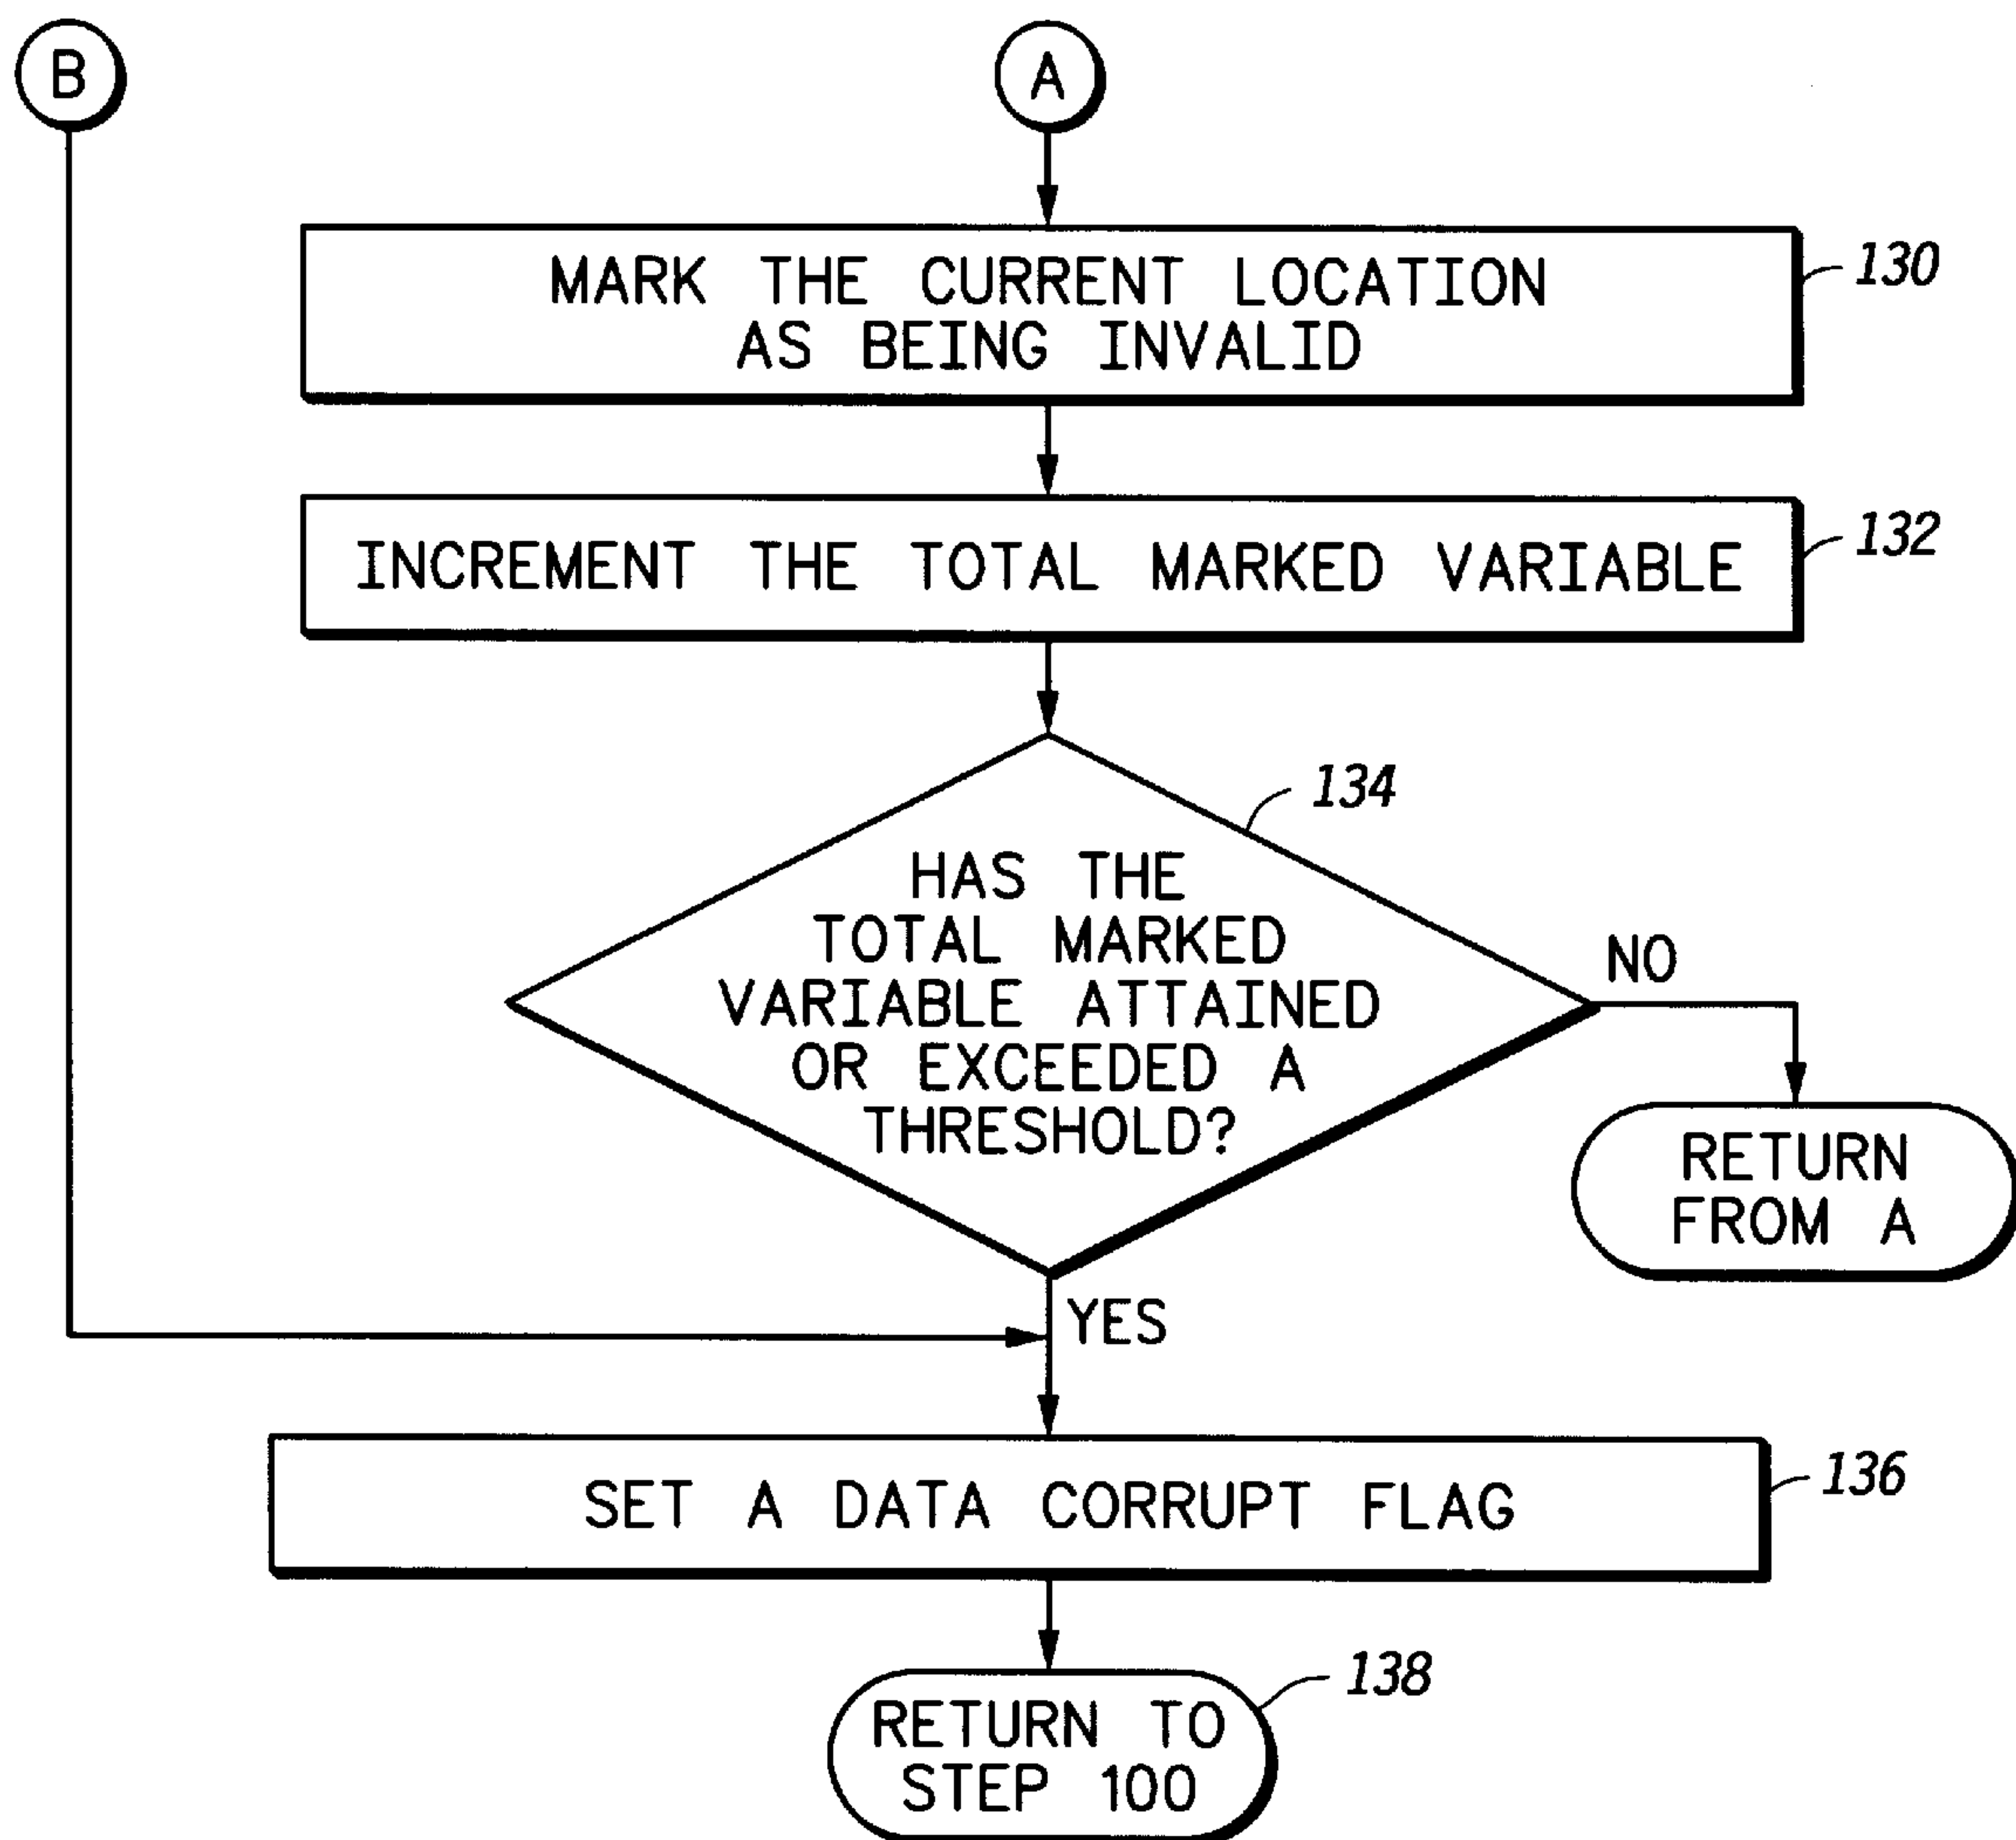 B
A
MARK THE CURRENT LOCATION
AS BEING INVALID
130
INCREMENT THE TOTAL MARKED VARIABLE
132
134
HAS THE
TOTAL MARKED
VARIABLE ATTAINED
OR EXCEEDED A
THRESHOLD?
NO
RETURN
FROM A
YES
SET A DATA CORRUPT FLAG
136
138
RETURN TO
STEP 100